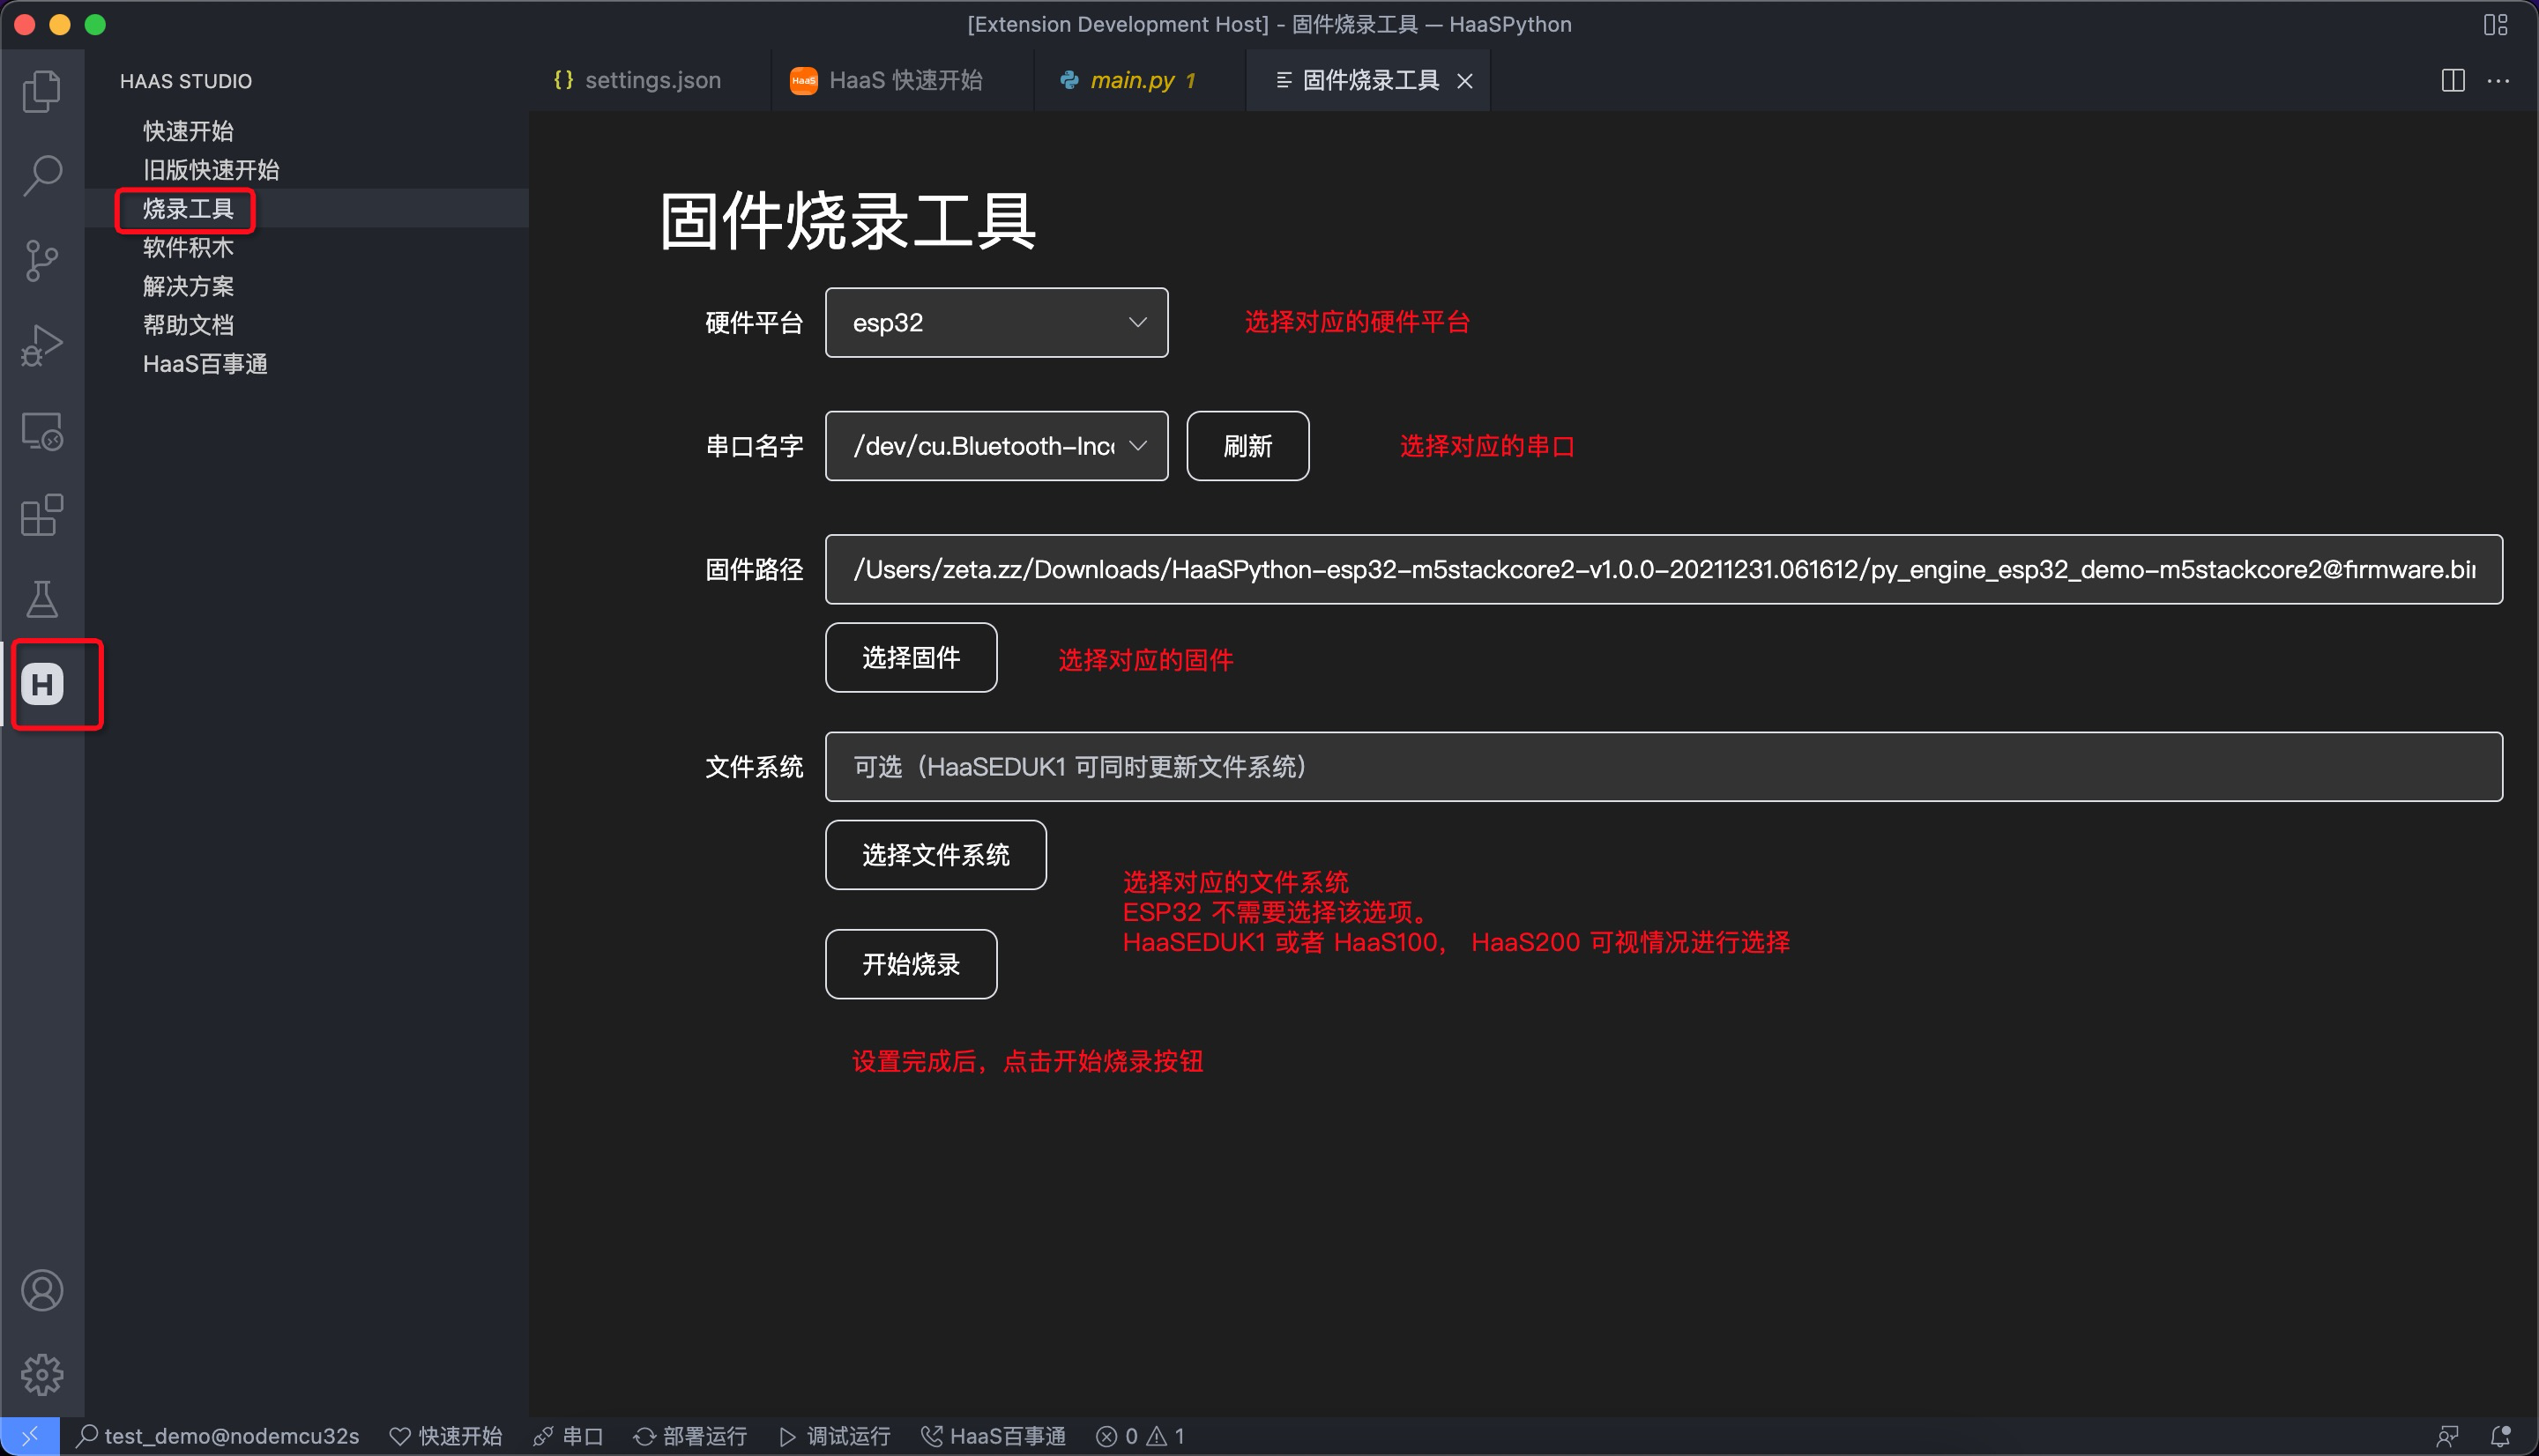 [Extension Development Host] - 固件烧录工具 — HaaSPython
HAAS STUDIO
{} settings.json
HaaS HaaS 快速开始
main.py 1
固件烧录工具
快速开始
旧版快速开始
烧录工具
软件积木
解决方案
帮助文档
HaaS百事通
H
固件烧录工具
硬件平台 esp32 选择对应的硬件平台
串口名字 /dev/cu.Bluetooth-Inc 刷新 选择对应的串口
固件路径 /Users/zeta.zz/Downloads/HaaSPython-esp32-m5stackcore2-v1.0.0-20211231.061612/py_engine_esp32_demo-m5stackcore2@firmware.bin
选择固件 选择对应的固件
文件系统 可选（HaaSEDUK1 可同时更新文件系统）
选择文件系统
选择对应的文件系统
ESP32 不需要选择该选项。
HaaSEDUK1 或者 HaaS100， HaaS200 可视情况进行选择
开始烧录
设置完成后，点击开始烧录按钮
test_demo@nodemcu32s 快速开始 串口 部署运行 调试运行 HaaS百事通 0 1